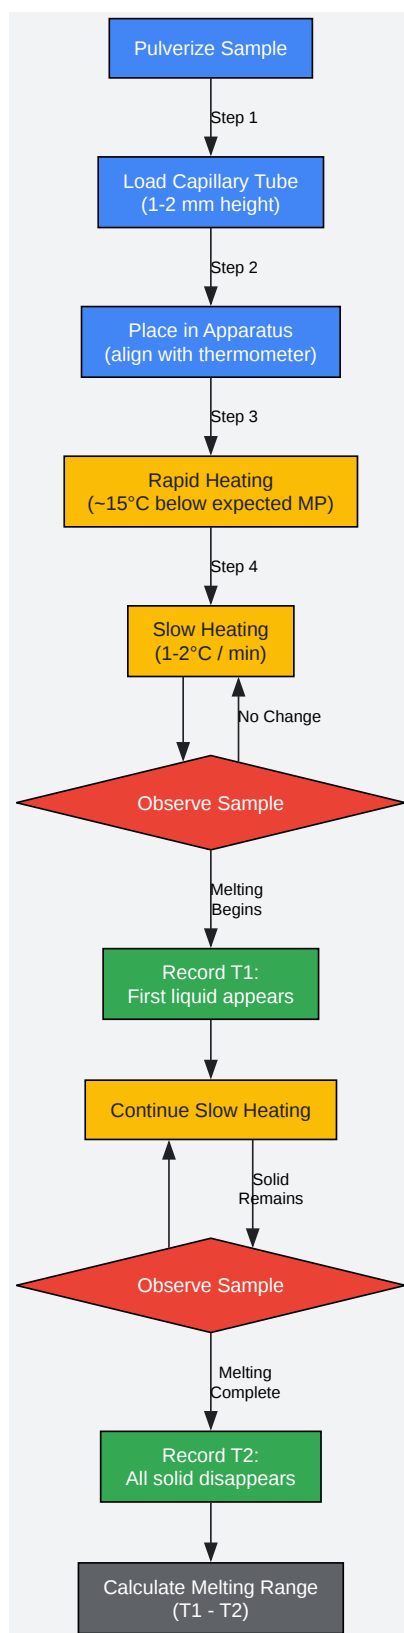 Pulverize Sample
Step 1
Load Capillary Tube
(1-2 mm height)
Step 2
Place in Apparatus
(align with thermometer)
Step 3
Rapid Heating
(~15°C below expected MP)
Step 4
Slow Heating
(1-2°C / min)
No Change
Observe Sample
Melting
Begins
Record T1:
First liquid appears
Continue Slow Heating
Solid
Remains
Observe Sample
Melting
Complete
Record T2:
All solid disappears
Calculate Melting Range
(T1 - T2)